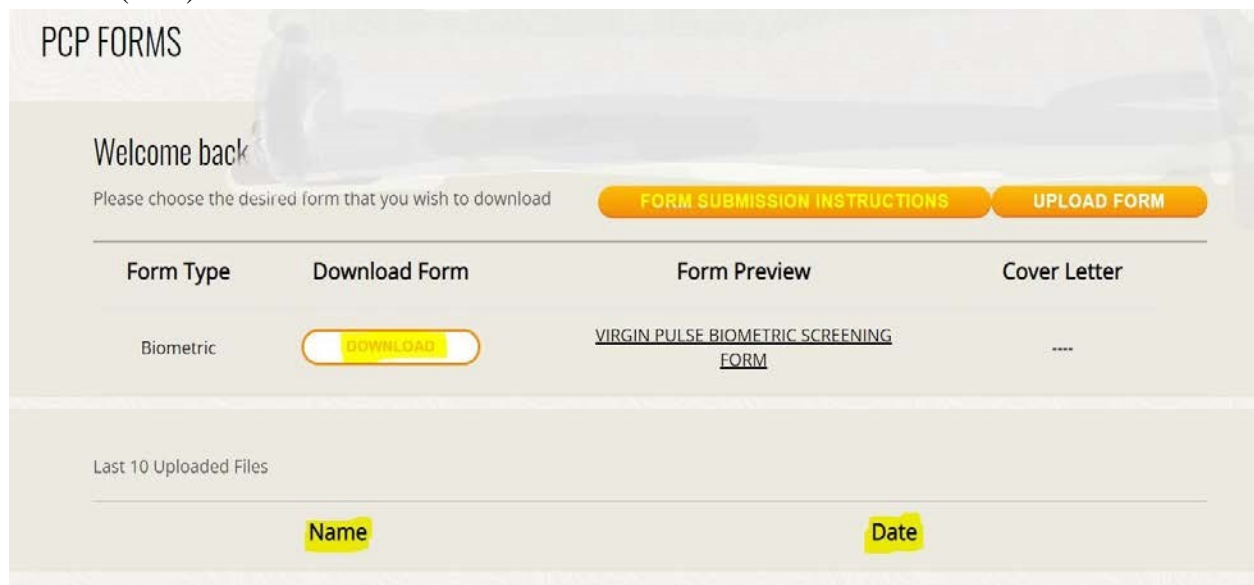 PCP FORMS
Welcome back
Please choose the desired form that you wish to download
FORM SUBMISSION INSTRUCTIONS
UPLOAD FORM
Form Type Download Form Form Preview Cover Letter
Biometric DOWNLOAD VIRGIN PULSE BIOMETRIC SCREENING
FORM ----
Last 10 Uploaded Files
Name Date